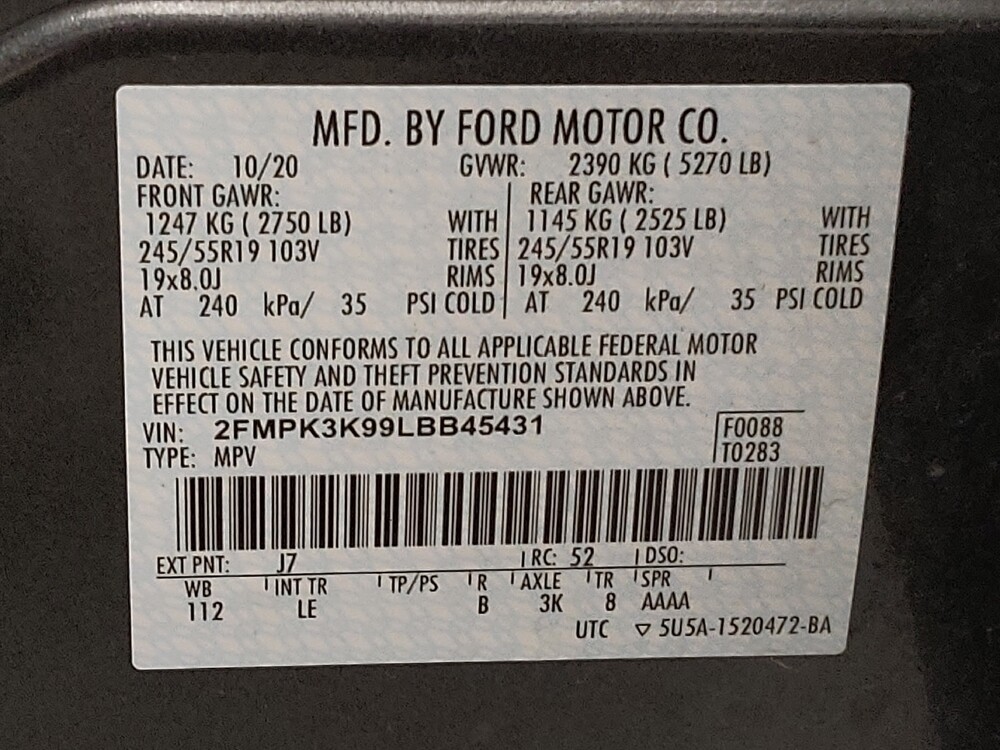 MFD. BY FORD MOTOR CO.
DATE: 10/20 GVWR: 2390 KG ( 5270 LB)
FRONT GAWR: REAR GAWR:
1247 KG ( 2750 LB) WITH 1145 KG ( 2525 LB) WITH
245/55R19 103V TIRES 245/55R19 103V TIRES
19x8.0J RIMS 19x8.0J RIMS
AT 240 kPa/ 35 PSI COLD AT 240 kPa/ 35 PSI COLD
THIS VEHICLE CONFORMS TO ALL APPLICABLE FEDERAL MOTOR
VEHICLE SAFETY AND THEFT PREVENTION STANDARDS IN
EFFECT ON THE DATE OF MANUFACTURE SHOWN ABOVE.
VIN: 2FMPK3K99LBB45431 F0088
TYPE: MPV T0283
EXT PNT: J7 RC: 52 DSO:
WB INT TR TP/PS R AXLE TR SPR
112 LE B 3K 8 AAAA
UTC ▽ 5U5A-1520472-BA